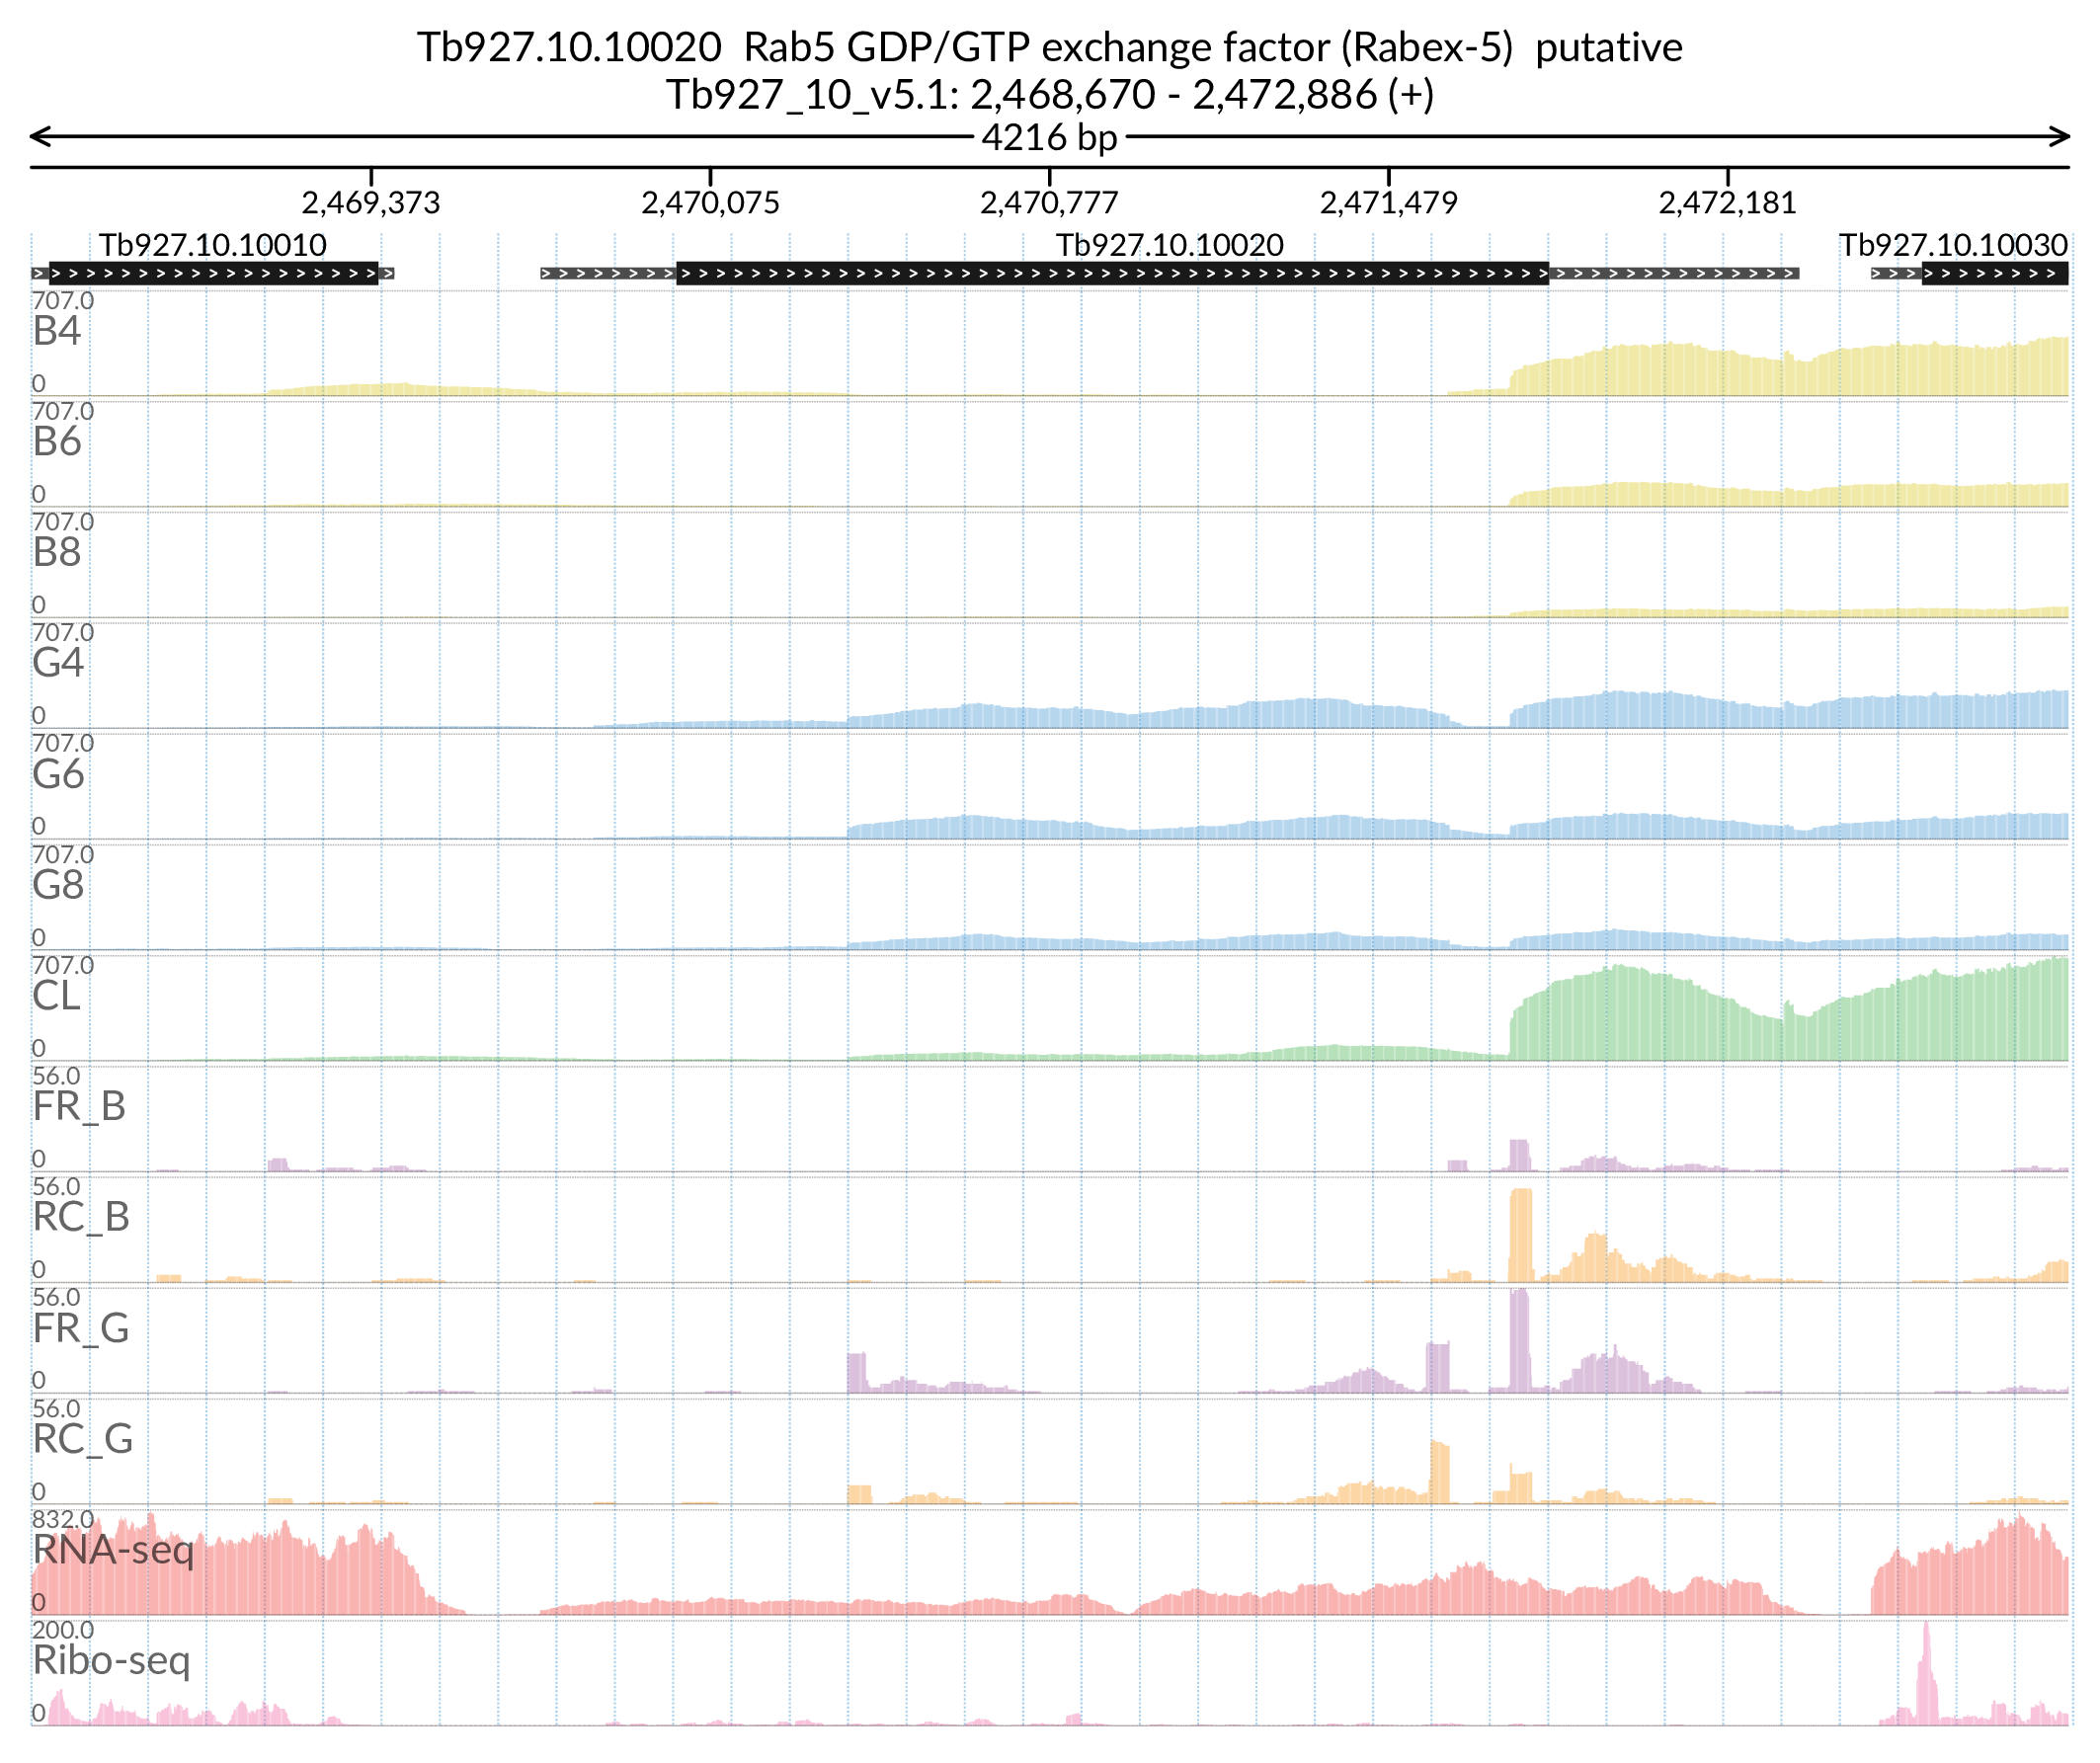 Tb927.10.10020 Rab5 GDP/GTP exchange factor (Rabex-5) putative
Tb927_10_v5.1: 2,468,670 - 2,472,886 (+)
4216 bp
2,469,373 2,470,075 2,470,777 2,471,479 2,472,181
Tb927.10.10010 Tb927.10.10020 Tb927.10.10030
707.0
B4
0
707.0
B6
0
707.0
B8
0
707.0
G4
0
707.0
G6
0
707.0
G8
0
707.0
CL
0
56.0
FR_B
0
56.0
RC_B
0
56.0
FR_G
0
56.0
RC_G
0
832.0
RNA-seq
0
200.0
Ribo-seq
0